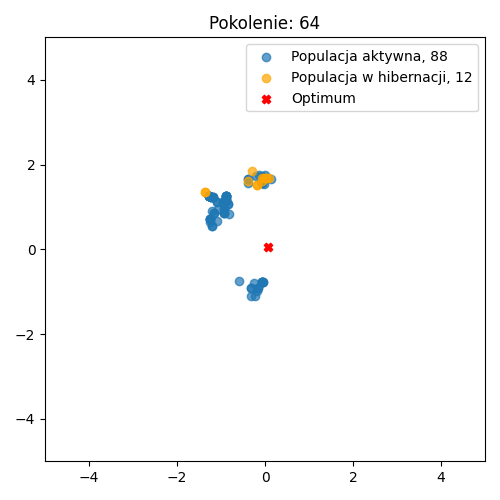 Pokolenie: 64
Populacja aktywna, 88
Populacja w hibernacji, 12
Optimum
4
2
0
−2
−4
−4 −2 0 2 4